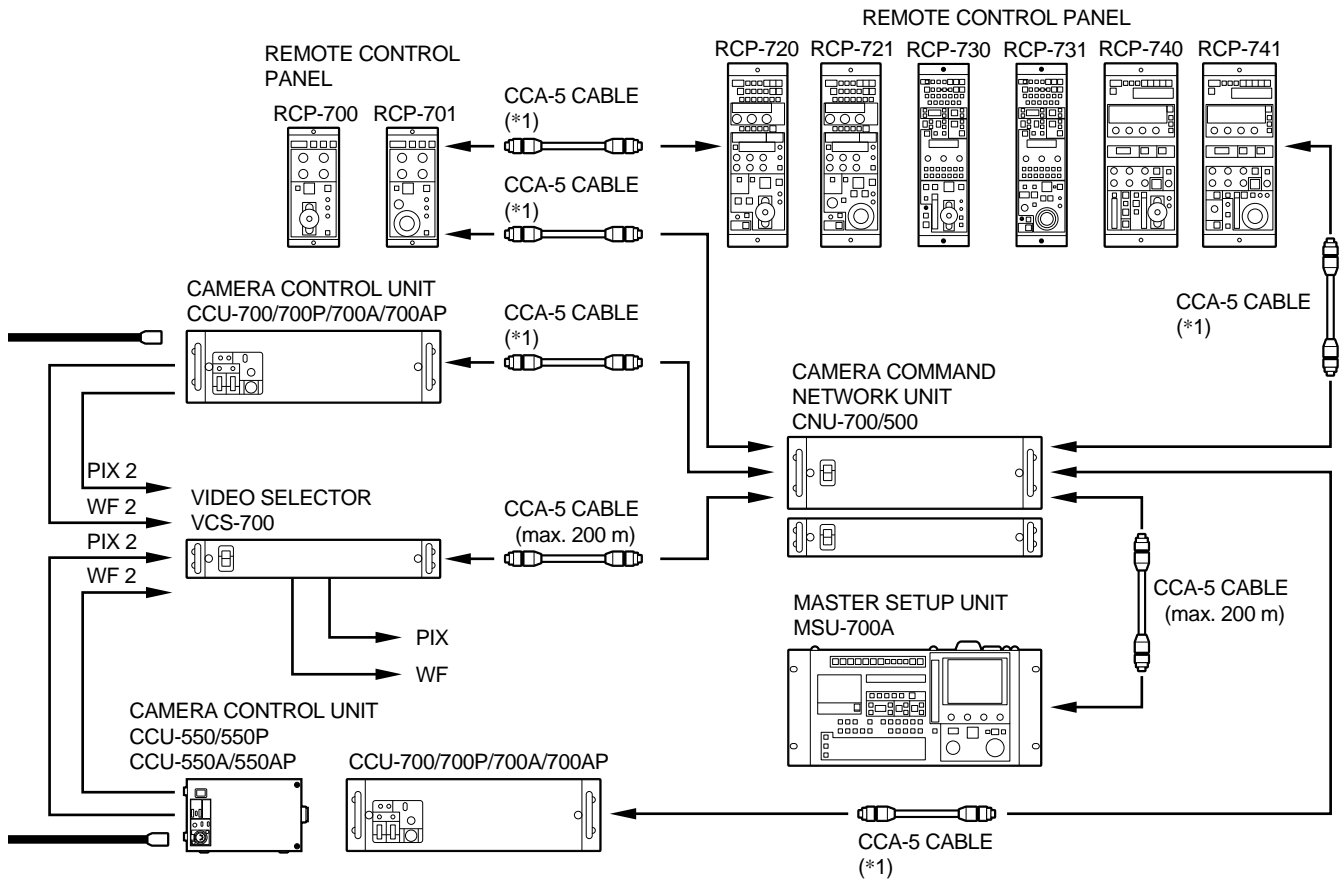 REMOTE CONTROL PANEL
RCP-720 RCP-721 RCP-730 RCP-731 RCP-740 RCP-741
REMOTE CONTROL
PANEL
RCP-700 RCP-701
CCA-5 CABLE
(*1)
CCA-5 CABLE
(*1)
CAMERA CONTROL UNIT
CCU-700/700P/700A/700AP
CCA-5 CABLE
(*1)
CCA-5 CABLE
(*1)
CAMERA COMMAND
NETWORK UNIT
CNU-700/500
PIX 2
WF 2
PIX 2
WF 2
VIDEO SELECTOR
VCS-700
CCA-5 CABLE
(max. 200 m)
PIX
WF
CCA-5 CABLE
(max. 200 m)
MASTER SETUP UNIT
MSU-700A
CAMERA CONTROL UNIT
CCU-550/550P
CCU-550A/550AP
CCU-700/700P/700A/700AP
CCA-5 CABLE
(*1)